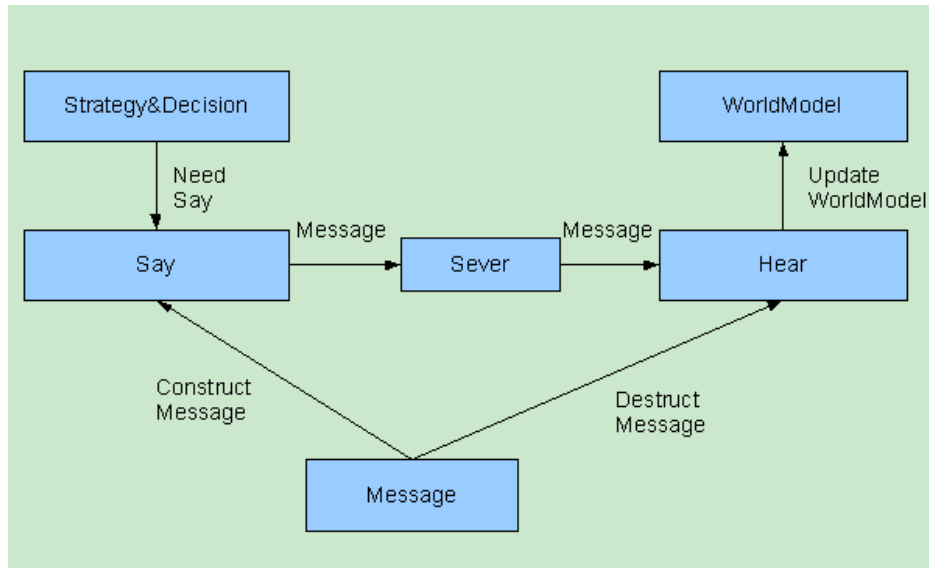 Strategy&Decision
WorldModel
Need
Say
Update
WorldModel
Message
Message
Say
Sever
Hear
Construct
Message
Destruct
Message
Message